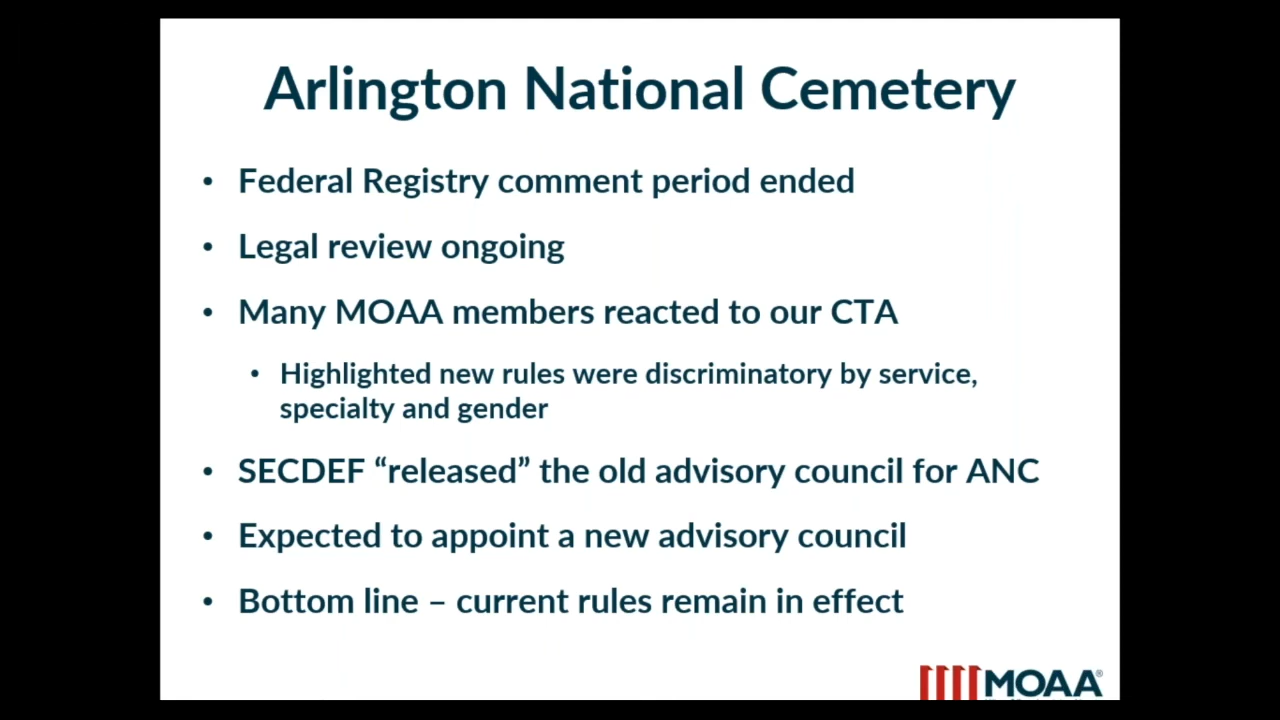 Arlington National Cemetery
• Federal Registry comment period ended
• Legal review ongoing
• Many MOAA members reacted to our CTA
• Highlighted new rules were discriminatory by service,
specialty and gender
• SECDEF “released” the old advisory council for ANC
• Expected to appoint a new advisory council
• Bottom line – current rules remain in effect
MOAA®